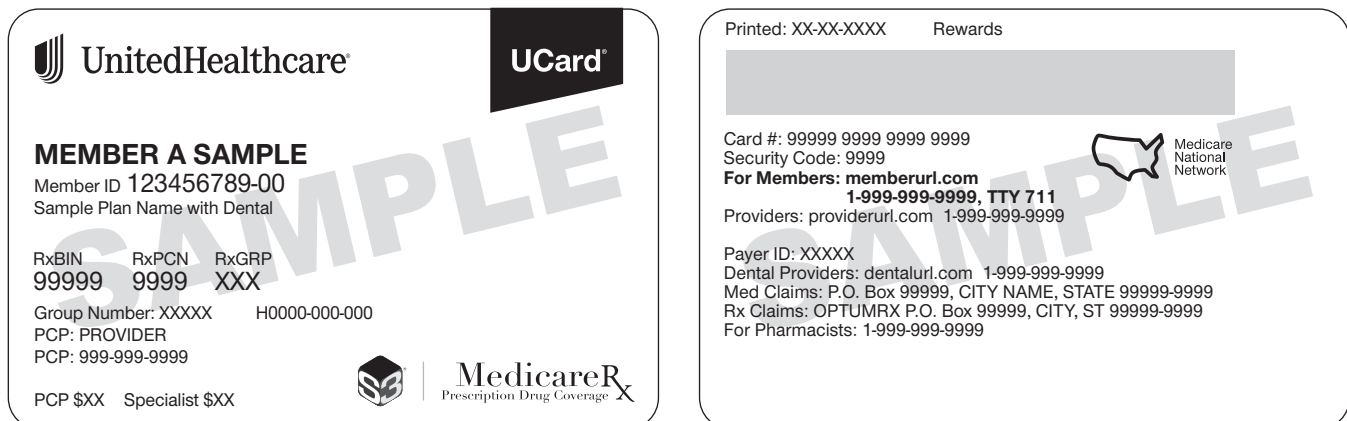 UnitedHealthcare®
UCard®
SAMPLE
MEMBER A SAMPLE
Member ID 123456789-00
Sample Plan Name with Dental
RxBIN RxPCN RxGRP
99999 9999 XXX
Group Number: XXXXX H0000-000-000
PCP: PROVIDER
PCP: 999-999-9999
PCP $XX Specialist $XX
S3®
MedicareRx
Prescription Drug Coverage
Printed: XX-XX-XXXX Rewards
SAMPLE
Card #: 99999 9999 9999 9999
Security Code: 9999
For Members: memberurl.com
1-999-999-9999, TTY 711
Providers: providerurl.com 1-999-999-9999
Medicare
National
Network
Payer ID: XXXXX
Dental Providers: dentalurl.com 1-999-999-9999
Med Claims: P.O. Box 99999, CITY NAME, STATE 99999-9999
Rx Claims: OPTUMRX P.O. Box 99999, CITY, ST 99999-9999
For Pharmacists: 1-999-999-9999